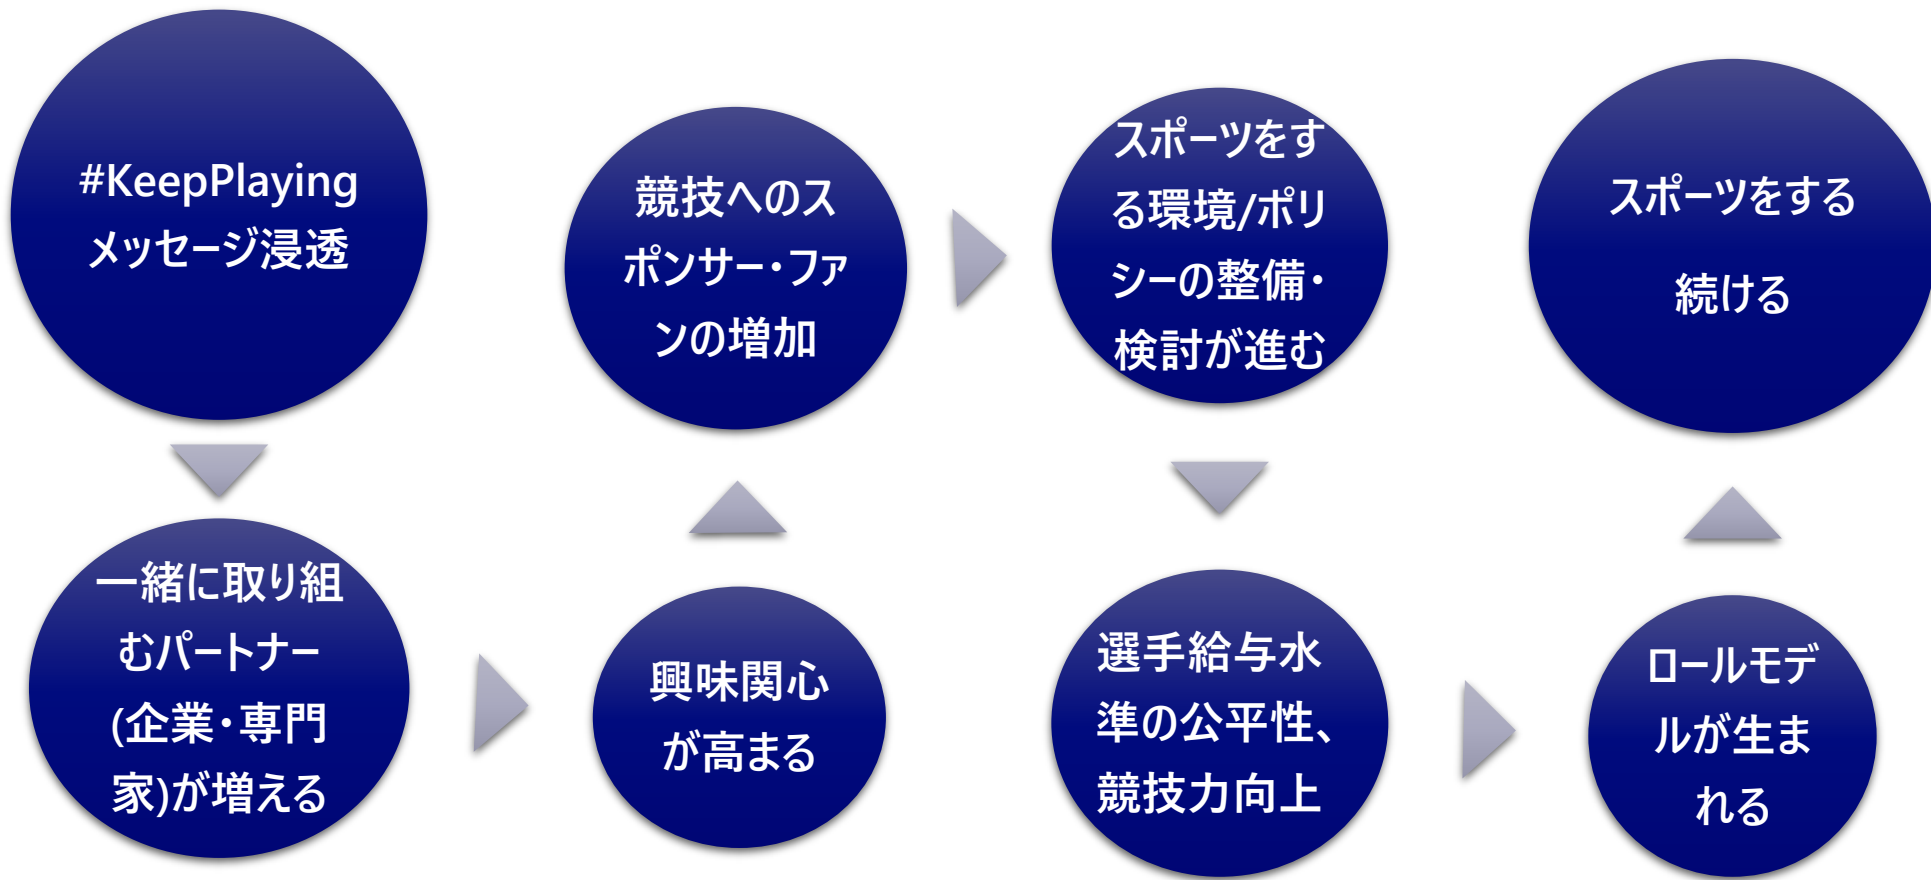 #KeepPlaying
メッセージ浸透
一緒に取り組
むパートナー
(企業・専門
家)が増える
興味関心
が高まる
競技へのス
ポンサー・ファ
ンの増加
スポーツをす
る環境/ポリ
シーの整備・
検討が進む
選手給与水
準の公平性、
競技力向上
ロールモデ
ルが生ま
れる
スポーツをする
続ける